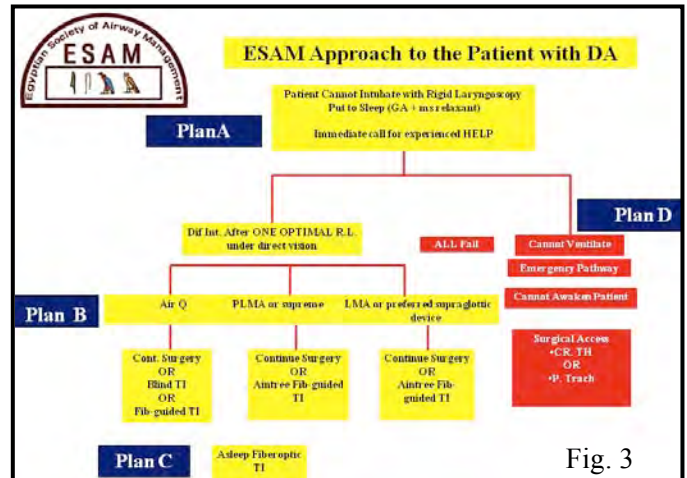 Egyptian Society of Airway Management
ESAM
ESAM Approach to the Patient with DA
Patient Cannot Intubate with Rigid Laryngoscopy
Put to Sleep (GA + ms relaxant)
Immediate call for experienced HELP
PlanA
Plan D
Dif Int. After ONE OPTIMAL R.L.
under direct vision
ALL Fail
Cannot Ventilate
Emergency Pathway
Cannot Awaken Patient
Surgical Access
•CR. TH
OR
•P. Trach
Plan B
Air Q
PLMA or supreme
LMA or preferred supraglottic
device
Cont. Surgery
OR
Blind TI
OR
Fib-guided TI
Continue Surgery
OR
Aintree Fib-guided
TI
Continue Surgery
OR
Aintree Fib-
guided TI
Plan C
Asleep Fiberoptic
TI
Fig. 3